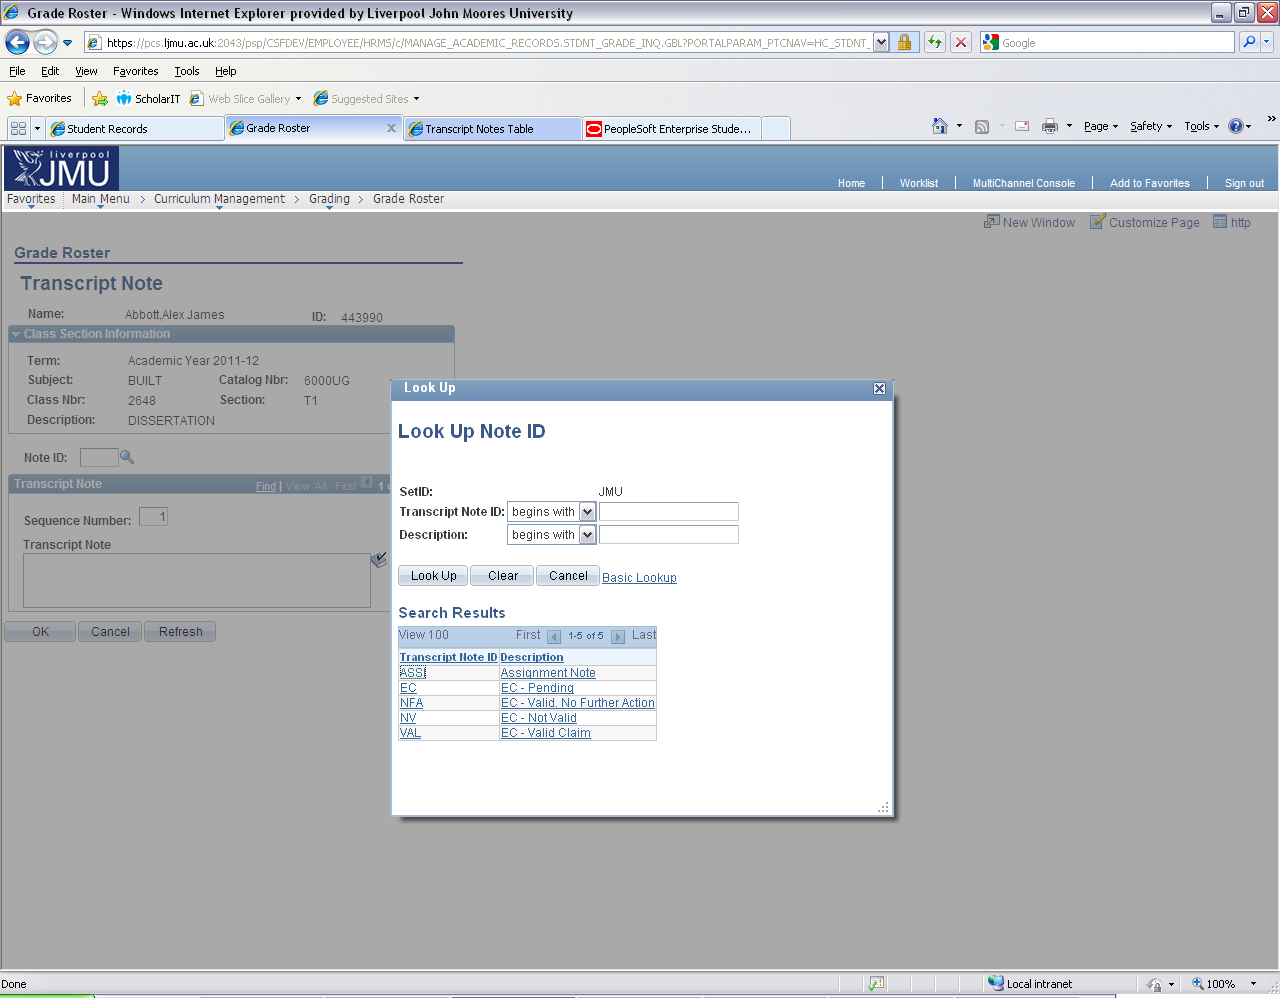 Grade Roster - Windows Internet Explorer provided by Liverpool John Moores University
https://pcs.ljmu.ac.uk:2043/psp/CSFDEV/EMPLOYEE/HRMS/c/MANAGE_ACADEMIC_RECORDS.STDNT_GRADE_INQ.GBL?PORTALPARAM_PTCNAV=HC_STDNT_ Google
File Edit View Favorites Tools Help
Favorites ScholarIT Web Slice Gallery Suggested Sites
Student Records Grade Roster Transcript Notes Table PeopleSoft Enterprise Stude... Page Safety Tools
liverpool
JMU
Home Worklist MultiChannel Console Add to Favorites Sign out
Favorites Main Menu > Curriculum Management > Grading > Grade Roster
New Window Customize Page http
Grade Roster
Transcript Note
Name: Abbott,Alex James ID: 443990
Class Section Information
Term: Academic Year 2011-12
Subject: BUILT Catalog Nbr: 6000UG
Class Nbr: 2648 Section: T1
Description: DISSERTATION
Note ID:
Transcript Note Find | View All First 1
Sequence Number: 1
Transcript Note
OK Cancel Refresh
Look Up
Look Up Note ID
SetID: JMU
Transcript Note ID: begins with
Description: begins with
Look Up Clear Cancel Basic Lookup
Search Results
View 100 First 1-5 of 5 Last
Transcript Note ID Description
ASSI Assignment Note
EC EC - Pending
NFA EC - Valid. No Further Action
NV EC - Not Valid
VAL EC - Valid Claim
Done Local intranet 100%